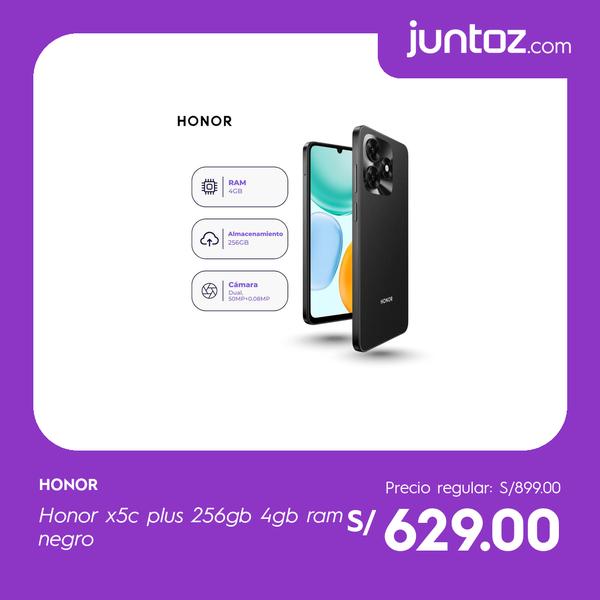 juntoz.com
HONOR
RAM
4GB
Almacenamiento
256GB
Cámara
Dual,
50MP+0.08MP
HONOR
HONOR
Honor x5c plus 256gb 4gb ram
negro
Precio regular: S/899.00
S/ 629.00